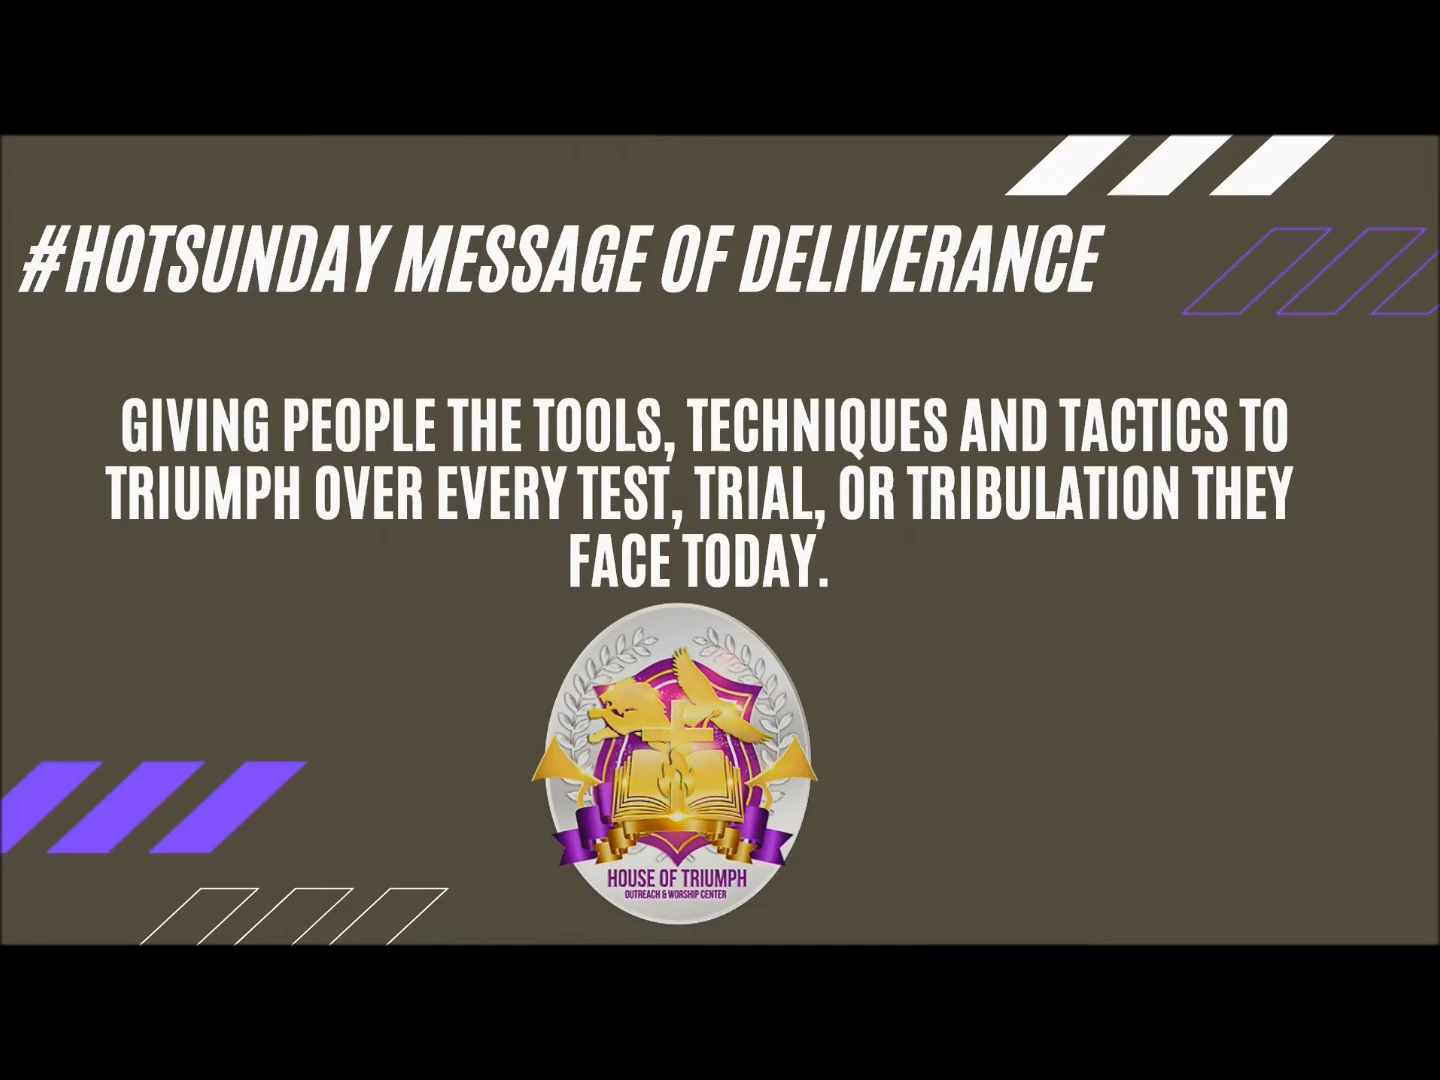 #HOTSUNDAY MESSAGE OF DELIVERANCE
GIVING PEOPLE THE TOOLS, TECHNIQUES AND TACTICS TO
TRIUMPH OVER EVERY TEST, TRIAL, OR TRIBULATION THEY
FACE TODAY.
HOUSE OF TRIUMPH
OUTREACH & WORSHIP CENTER